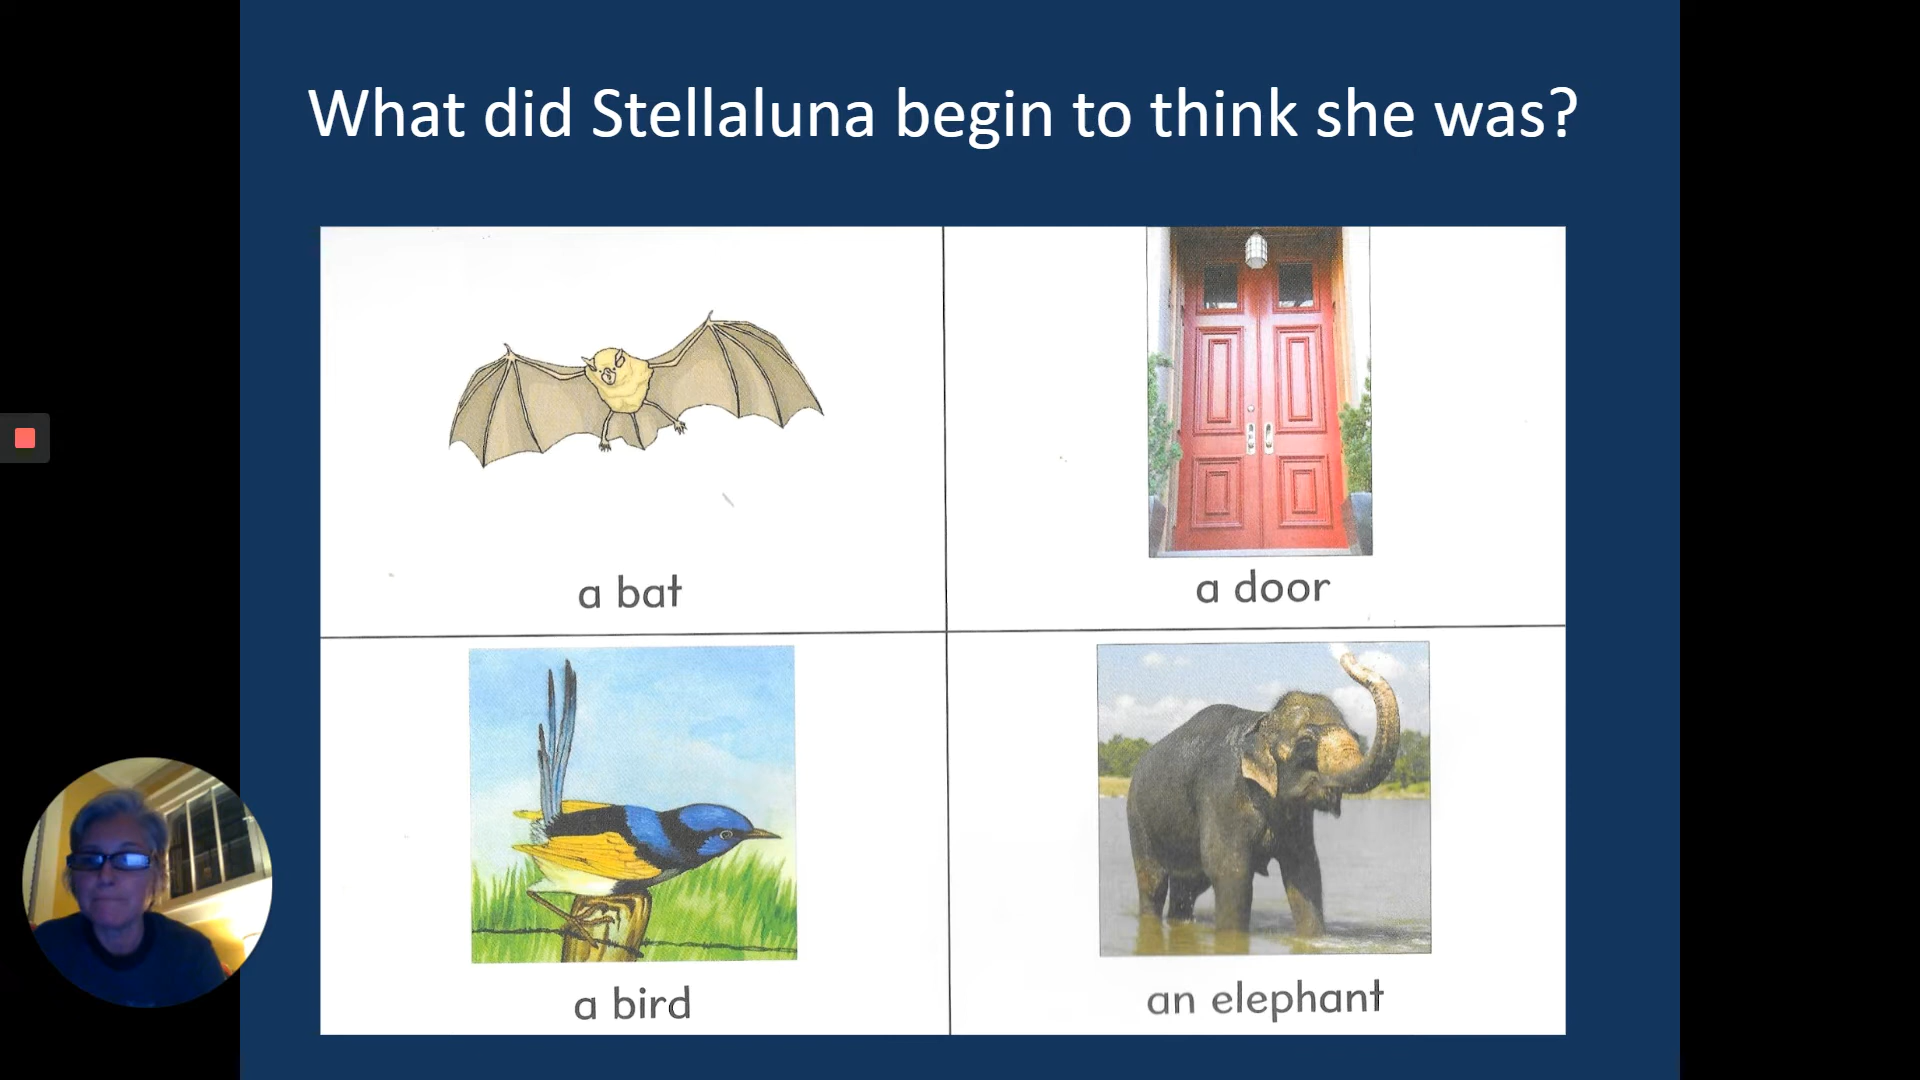 What did Stellaluna begin to think she was?
a bat
a door
a bird
an elephant